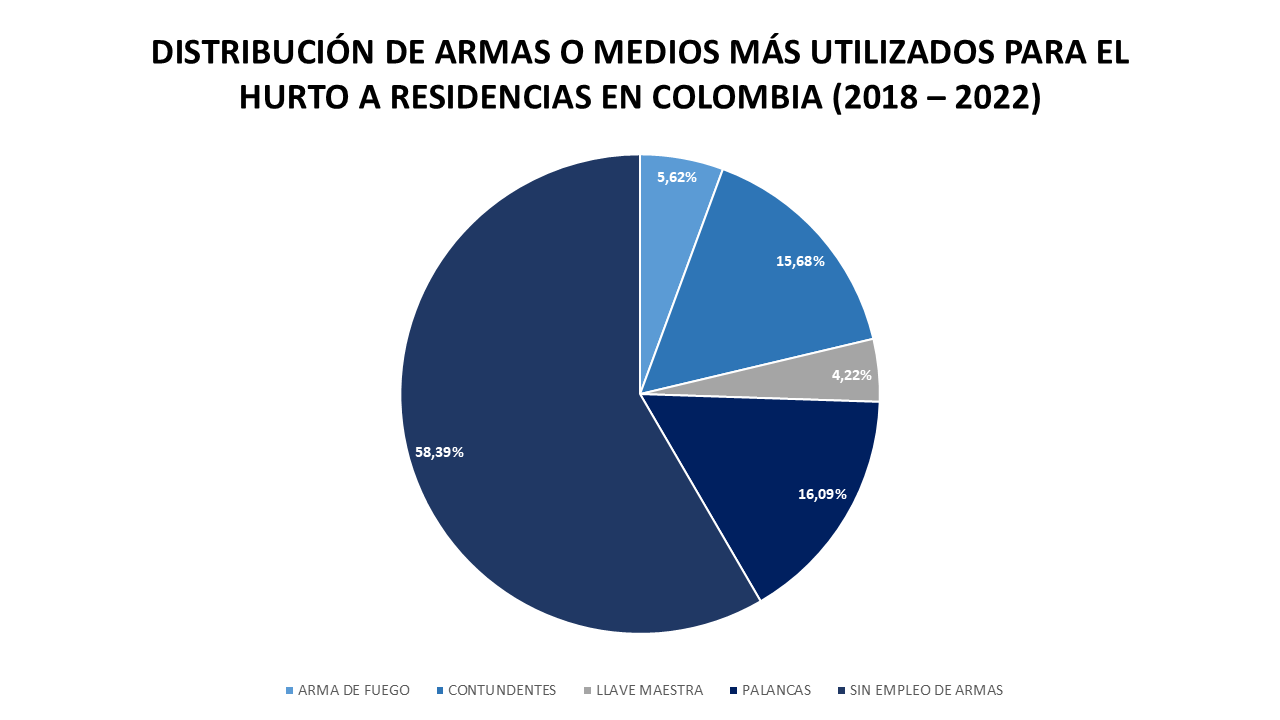 DISTRIBUCIÓN DE ARMAS O MEDIOS MÁS UTILIZADOS PARA EL
HURTO A RESIDENCIAS EN COLOMBIA (2018 – 2022)
5,62%
15,68%
4,22%
58,39%
16,09%
ARMA DE FUEGO CONTUNDENTES LLAVE MAESTRA PALANCAS SIN EMPLEO DE ARMAS